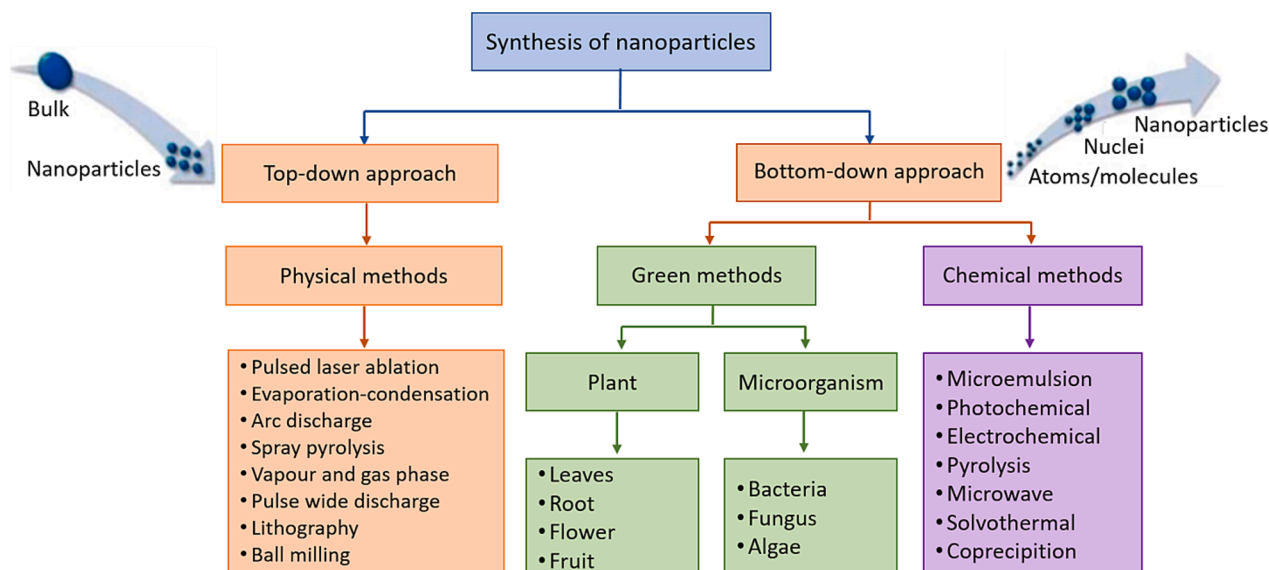 Synthesis of nanoparticles
Bulk
Nanoparticles
Nanoparticles
Nuclei
Atoms/molecules
Top-down approach
Bottom-down approach
Physical methods
Green methods
Chemical methods
• Pulsed laser ablation
• Evaporation-condensation
• Arc discharge
• Spray pyrolysis
• Vapour and gas phase
• Pulse wide discharge
• Lithography
• Ball milling
Plant
Microorganism
• Leaves
• Root
• Flower
• Fruit
• Bacteria
• Fungus
• Algae
• Microemulsion
• Photochemical
• Electrochemical
• Pyrolysis
• Microwave
• Solvothermal
• Coprecipition